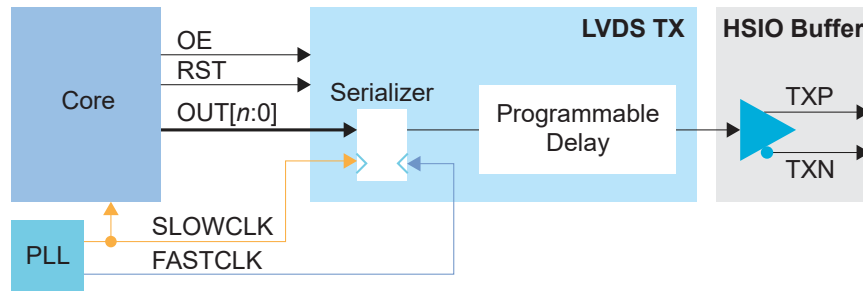 OE
LVDS TX
HSIO Buffer
RST
Core
Serializer
OUT[n:0]
Programmable
Delay
TXP
TXN
SLOWCLK
PLL
FASTCLK